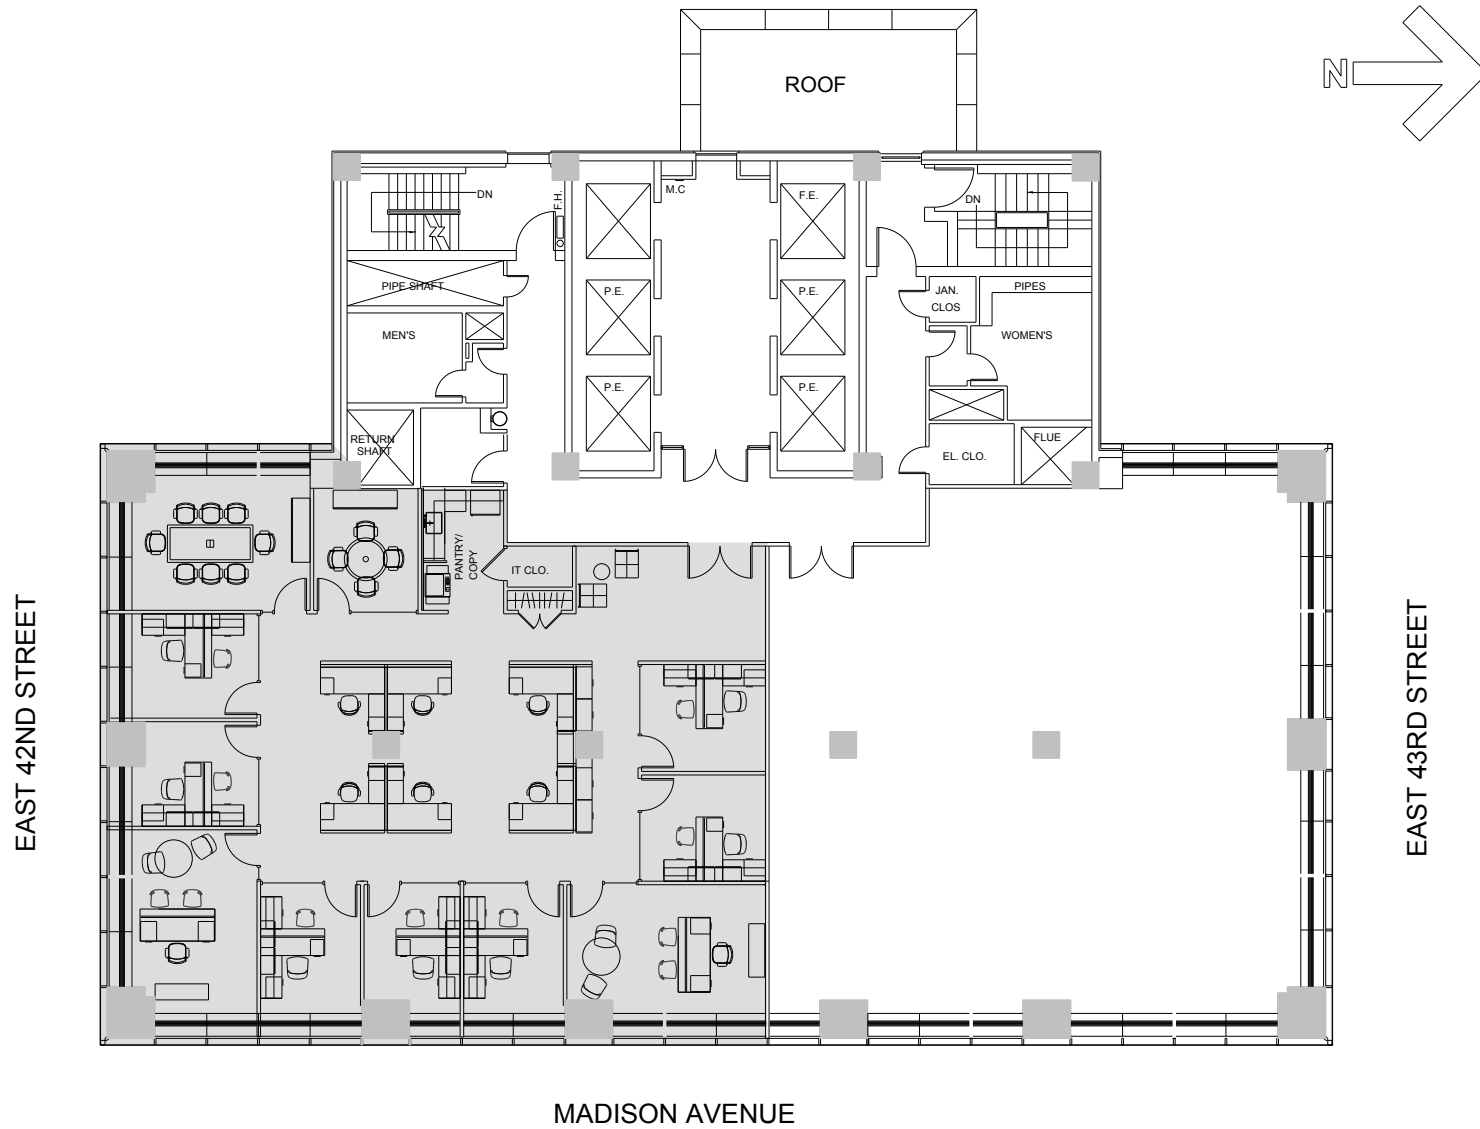 ROOF
N
M.C
F.E.
DN
F.H.
DN
PIPE SHAFT
P.E.
P.E.
JAN.
CLOS
PIPES
MEN'S
WOMEN'S
P.E.
P.E.
RETURN
SHAFT
EL. CLO.
FLUE
PANTRY/
COPY
IT CLO.
EAST 42ND STREET
EAST 43RD STREET
MADISON AVENUE